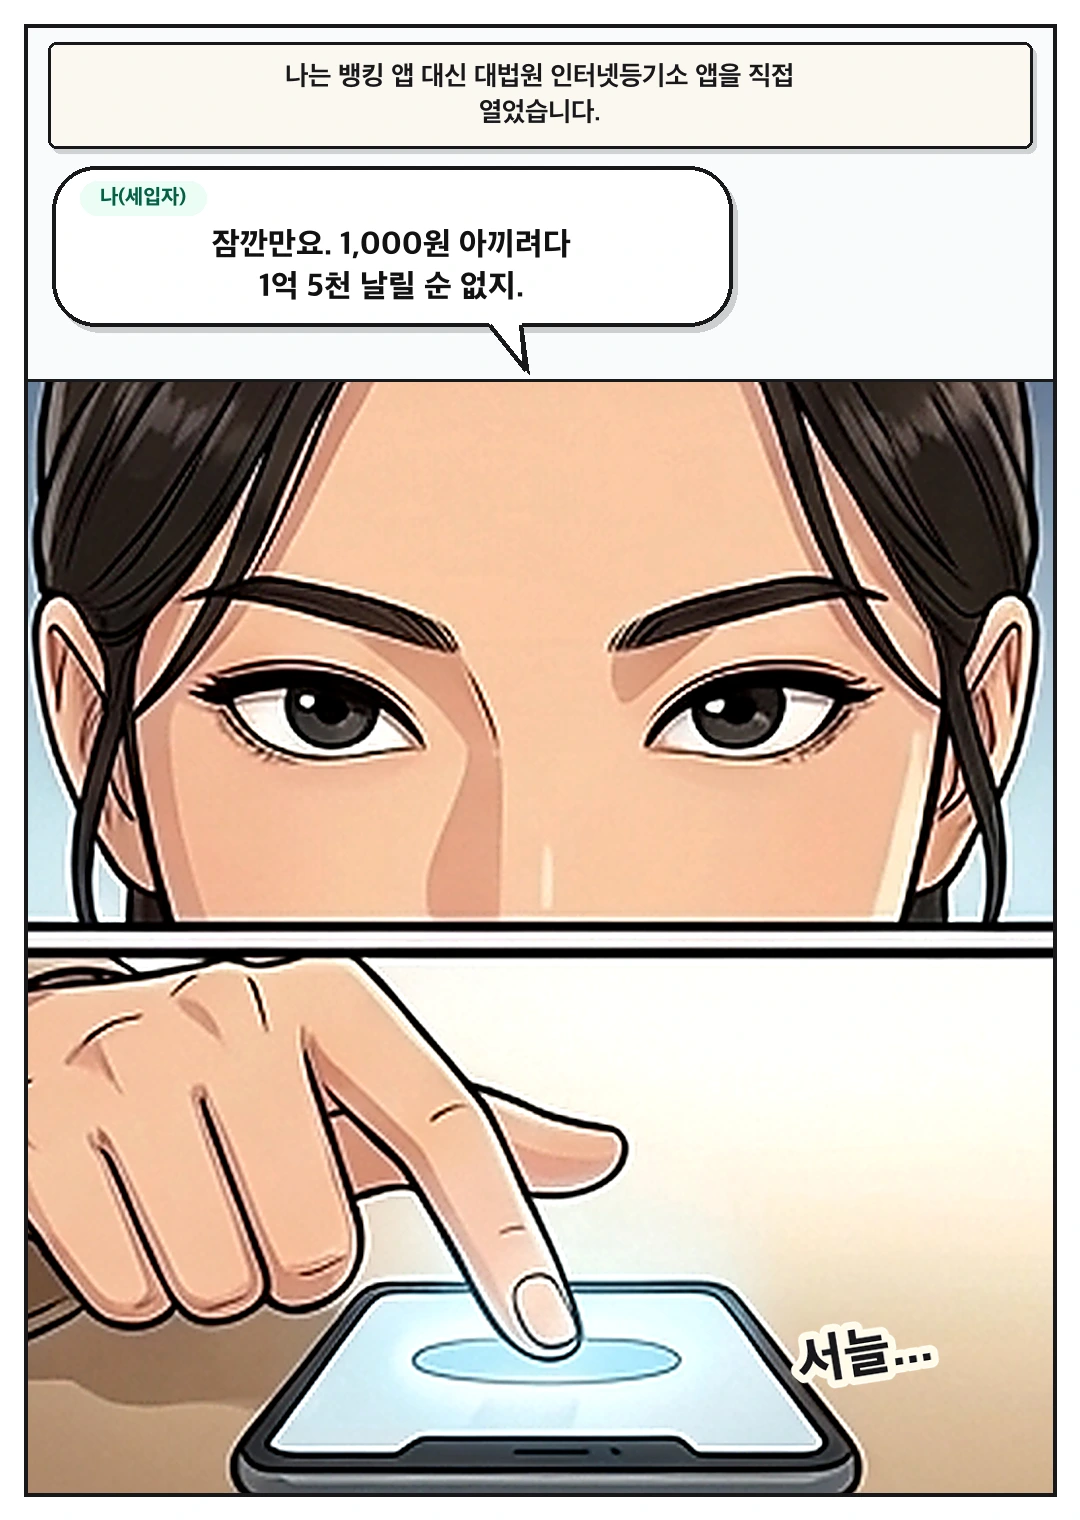 나는 뱅킹 앱 대신 대법원 인터넷등기소 앱을 직접
열었습니다.
나(세입자)
잠깐만요. 1,000원 아끼려다
1억 5천 날릴 순 없지.
서늘...